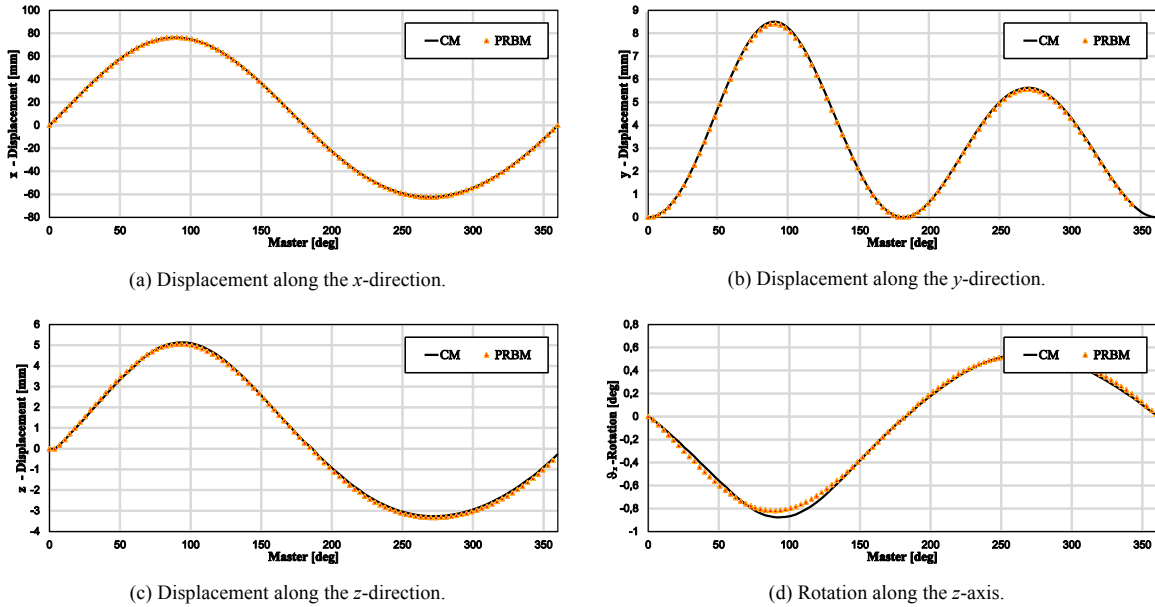 100
80
60
40
20
0
-20
-40
-60
-80
x - Displacement [mm]
CM PRBM
0 50 100 150 200 250 300 350
Master [deg]
(a) Displacement along the x-direction.
9
8
7
6
5
4
3
2
1
0
y - Displacement [mm]
CM PRBM
0 50 100 150 200 250 300 350
Master [deg]
(b) Displacement along the y-direction.
6
5
4
3
2
1
0
-1
-2
-3
-4
z - Displacement [mm]
CM PRBM
0 50 100 150 200 250 300 350
Master [deg]
(c) Displacement along the z-direction.
0,8
0,6
0,4
0,2
0
-0,2
-0,4
-0,6
-0,8
-1
ϑz -Rotation [deg]
CM PRBM
0 50 100 150 200 250 300 350
Master [deg]
(d) Rotation along the z-axis.